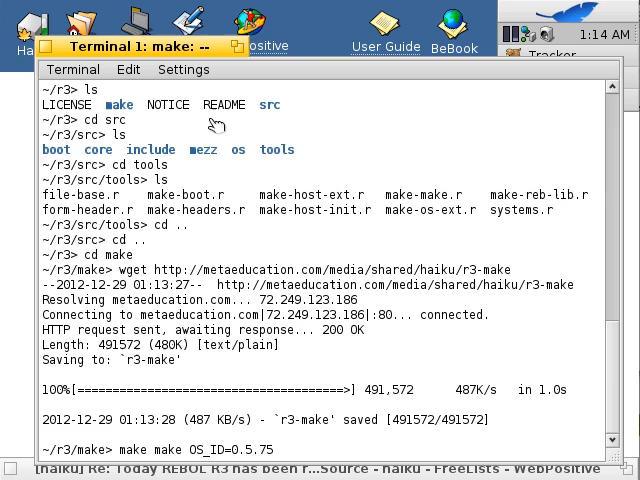 Ha
ositive
User Guide
BeBook
1:14 AM
Tracker
Terminal 1: make: --
Terminal Edit Settings
~/r3> ls
LICENSE make NOTICE README src
~/r3> cd src
~/r3/src> ls
boot core include mezz os tools
~/r3/src> cd tools
~/r3/src/tools> ls
file-base.r make-boot.r make-host-ext.r make-make.r make-reb-lib.r
form-header.r make-headers.r make-host-init.r make-os-ext.r systems.r
~/r3/src/tools> cd ..
~/r3/src> cd ..
~/r3> cd make
~/r3/make> wget http://metaeducation.com/media/shared/haiku/r3-make
--2012-12-29 01:13:27-- http://metaeducation.com/media/shared/haiku/r3-make
Resolving metaeducation.com... 72.249.123.186
Connecting to metaeducation.com|72.249.123.186|:80... connected.
HTTP request sent, awaiting response... 200 OK
Length: 491572 (480K) [text/plain]
Saving to: `r3-make'
100%[======================================>] 491,572 487K/s in 1.0s
2012-12-29 01:13:28 (487 KB/s) - `r3-make' saved [491572/491572]
~/r3/make> make make OS_ID=0.5.75
[haiku] Re: Today REBOL R3 has been r...Source - haiku - FreeLists - WebPositive